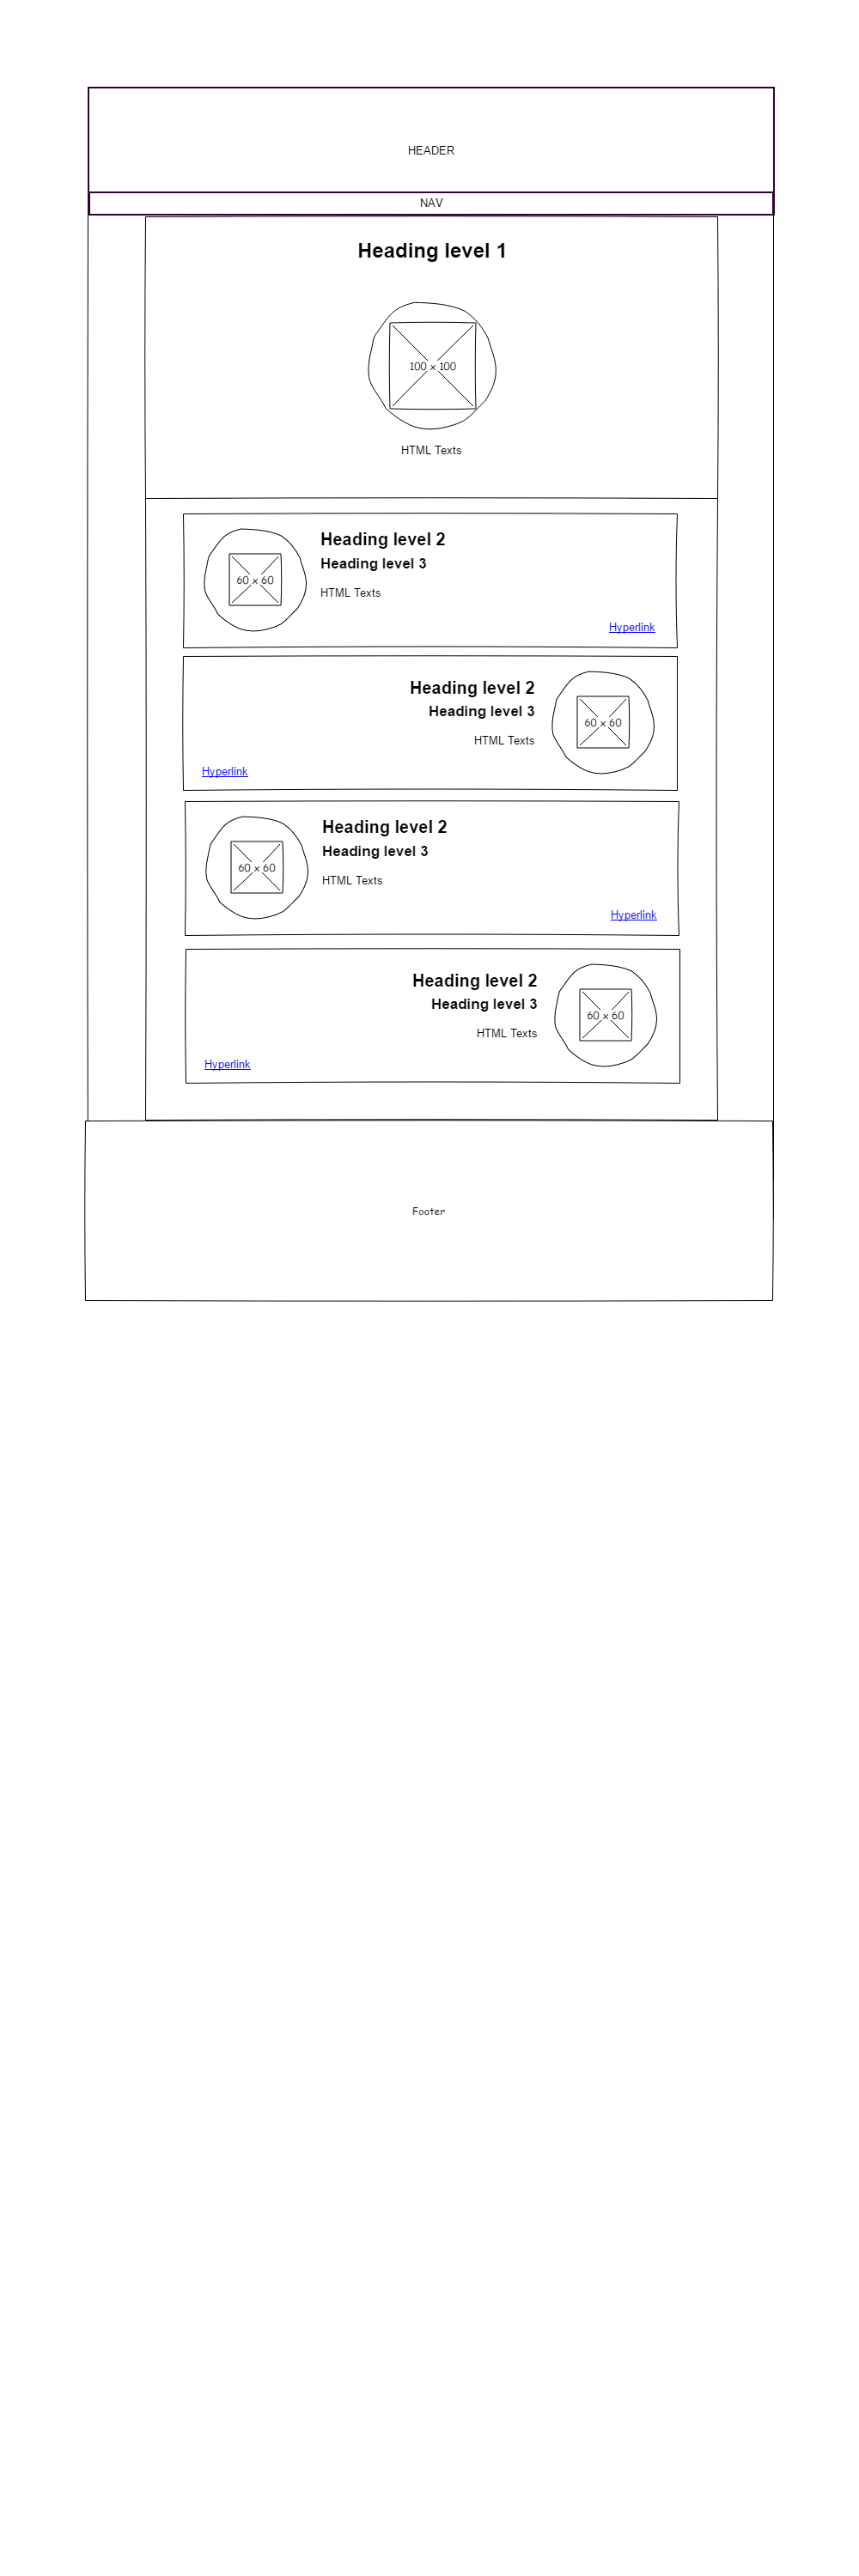 HEADER
NAV
Heading level 1
100 × 100
HTML Texts
60 × 60
Heading level 2
Heading level 3
HTML Texts
Hyperlink
Heading level 2
Heading level 3
HTML Texts
60 × 60
Hyperlink
60 × 60
Heading level 2
Heading level 3
HTML Texts
Hyperlink
Heading level 2
Heading level 3
HTML Texts
60 × 60
Hyperlink
Footer